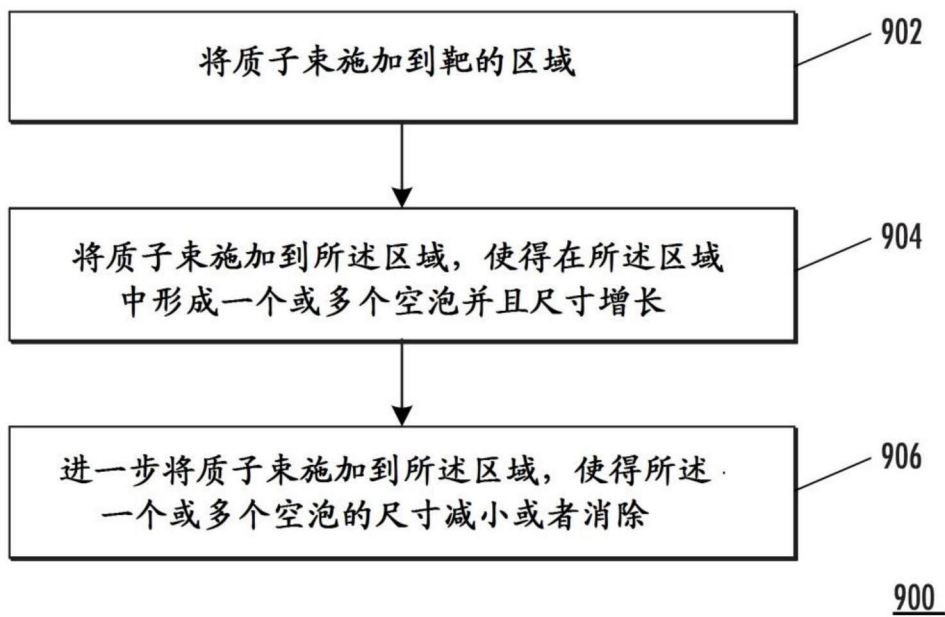 将质子束施加到靶的区域
902
将质子束施加到所述区域，使得在所述区域
中形成一个或多个空泡并且尺寸增长
904
进一步将质子束施加到所述区域，使得所述
一个或多个空泡的尺寸减小或者消除
906
900